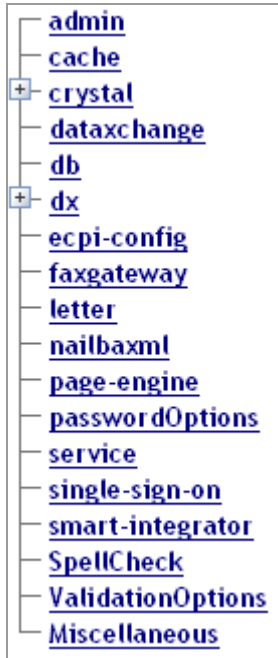 admin
cache
crystal
dataxchange
db
dx
ecpi-config
faxgateway
letter
nailbaxml
page-engine
passwordOptions
service
single-sign-on
smart-integrator
SpellCheck
ValidationOptions
Miscellaneous